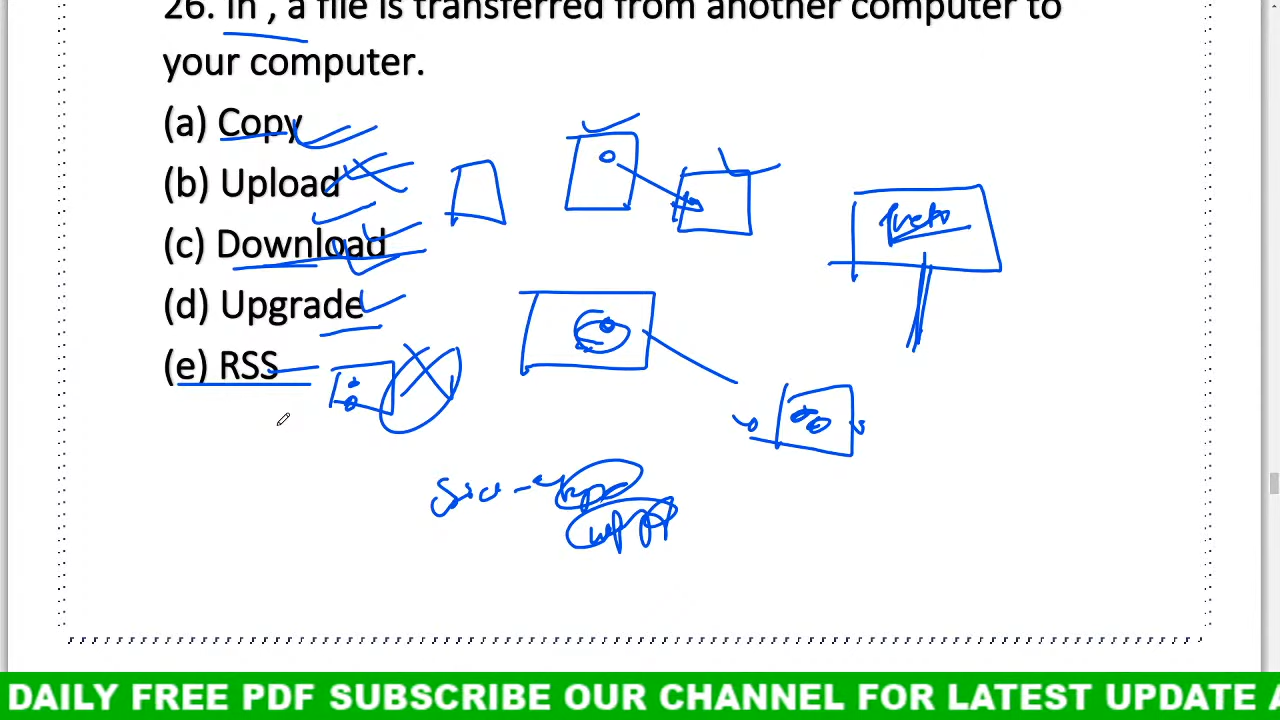 26. In , a file is transferred from another computer to
your computer.
(a) Copy
(b) Upload
(c) Download
(d) Upgrade
(e) RSS
DAILY FREE PDF SUBSCRIBE OUR CHANNEL FOR LATEST UPDATE A